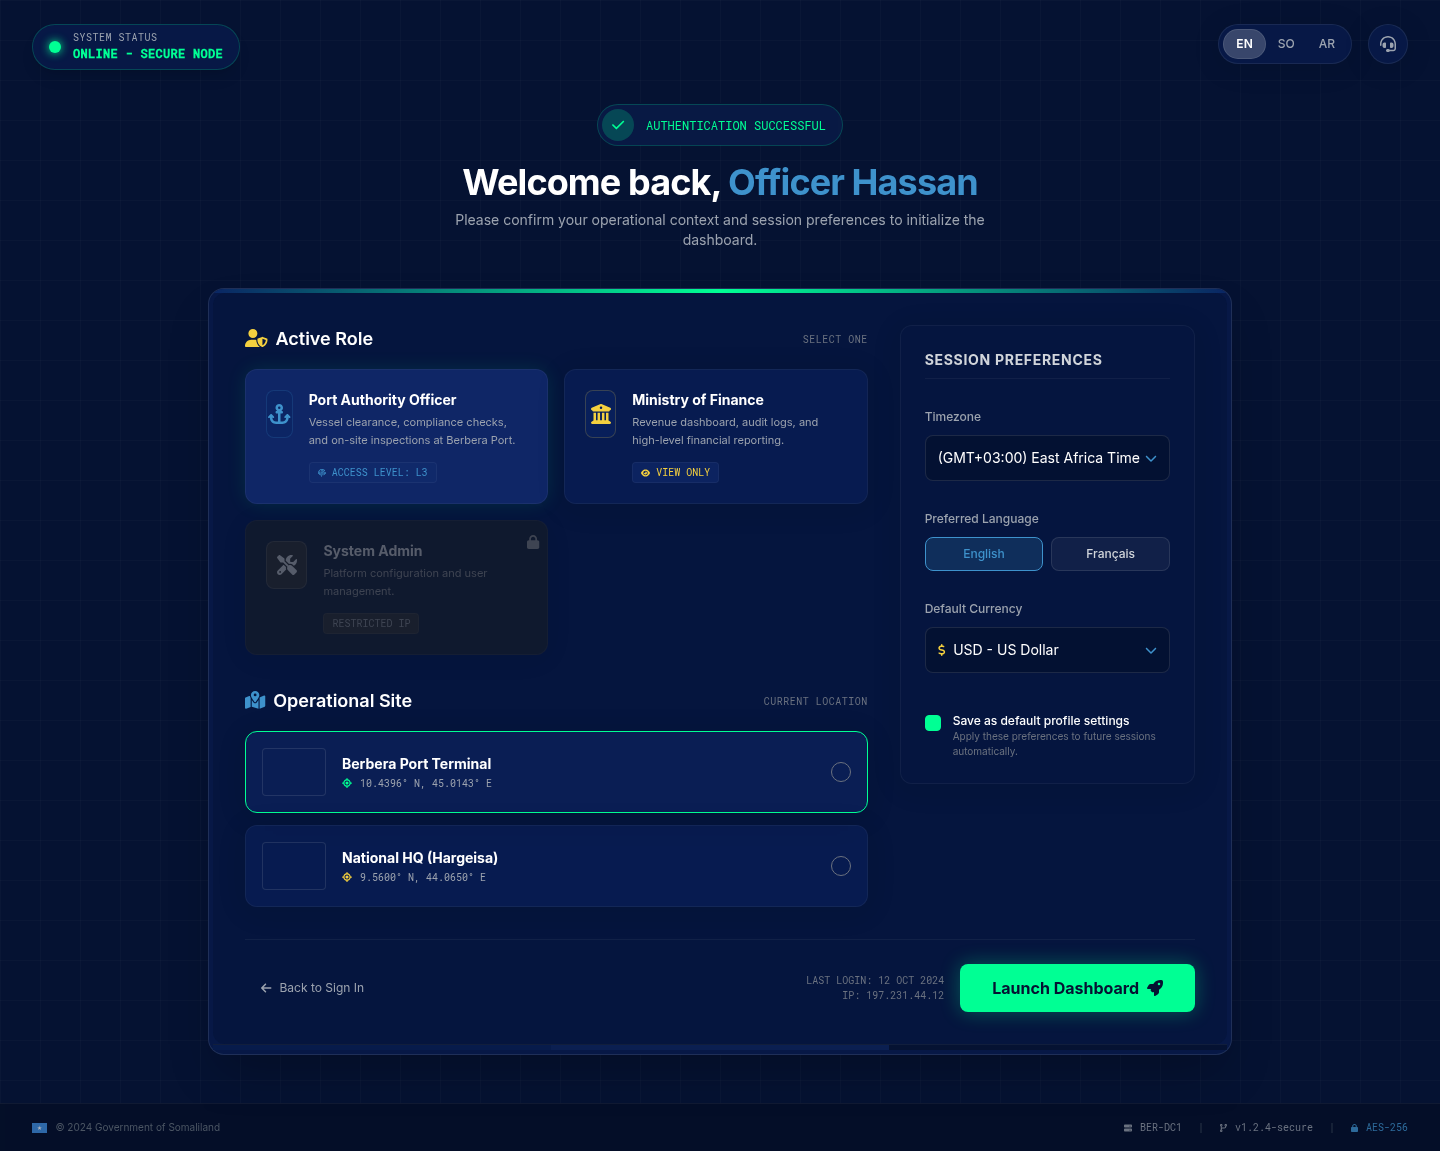 SYSTEM STATUS
ONLINE - SECURE NODE
EN SO AR
AUTHENTICATION SUCCESSFUL
Welcome back, Officer Hassan
Please confirm your operational context and session preferences to initialize the
dashboard.
Active Role
SELECT ONE
Port Authority Officer
Vessel clearance, compliance checks,
and on-site inspections at Berbera Port.
ACCESS LEVEL: L3
Ministry of Finance
Revenue dashboard, audit logs, and
high-level financial reporting.
VIEW ONLY
System Admin
Platform configuration and user
management.
RESTRICTED IP
Operational Site
CURRENT LOCATION
Berbera Port Terminal
10.4396° N, 45.0143° E
National HQ (Hargeisa)
9.5600° N, 44.0650° E
SESSION PREFERENCES
Timezone
(GMT+03:00) East Africa Time
Preferred Language
English
Français
Default Currency
$ USD - US Dollar
Save as default profile settings
Apply these preferences to future sessions
automatically.
Back to Sign In
LAST LOGIN: 12 OCT 2024
IP: 197.231.44.12
Launch Dashboard
© 2024 Government of Somaliland
BER-DC1 | v1.2.4-secure | AES-256